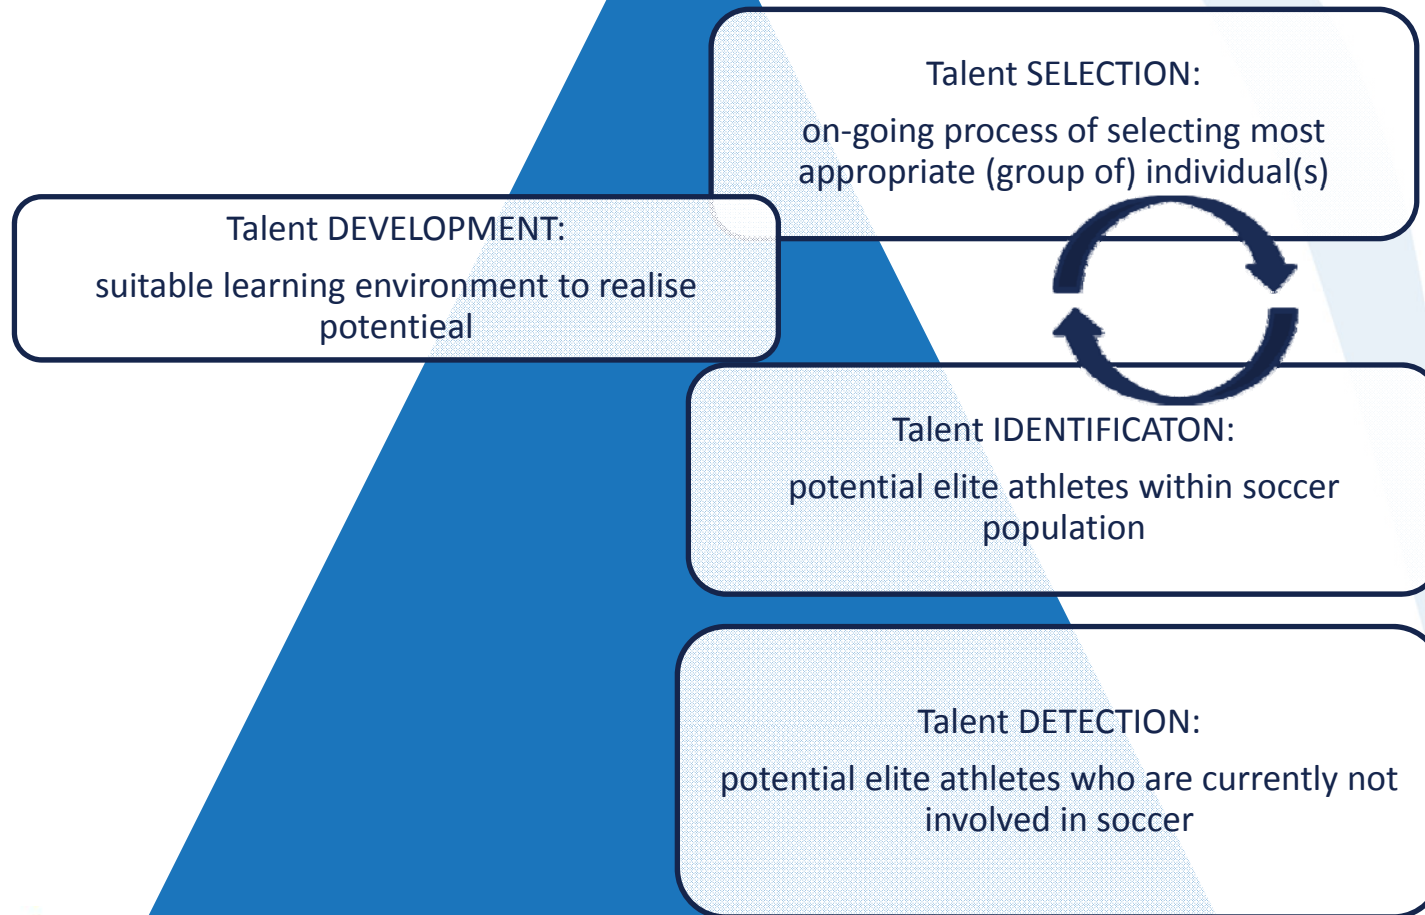 Talent SELECTION:
on-going process of selecting most
appropriate (group of) individual(s)
Talent DEVELOPMENT:
suitable learning environment to realise
potentieal
Talent IDENTIFICATON:
potential elite athletes within soccer
population
Talent DETECTION:
potential elite athletes who are currently not
involved in soccer